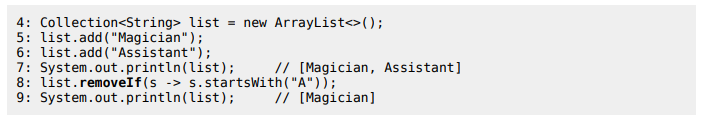 4: Collection<String> list = new ArrayList<>();
5: list.add("Magician");
6: list.add("Assistant");
7: System.out.println(list);     // [Magician, Assistant]
8: list.removeIf(s -> s.startsWith("A"));
9: System.out.println(list);     // [Magician]